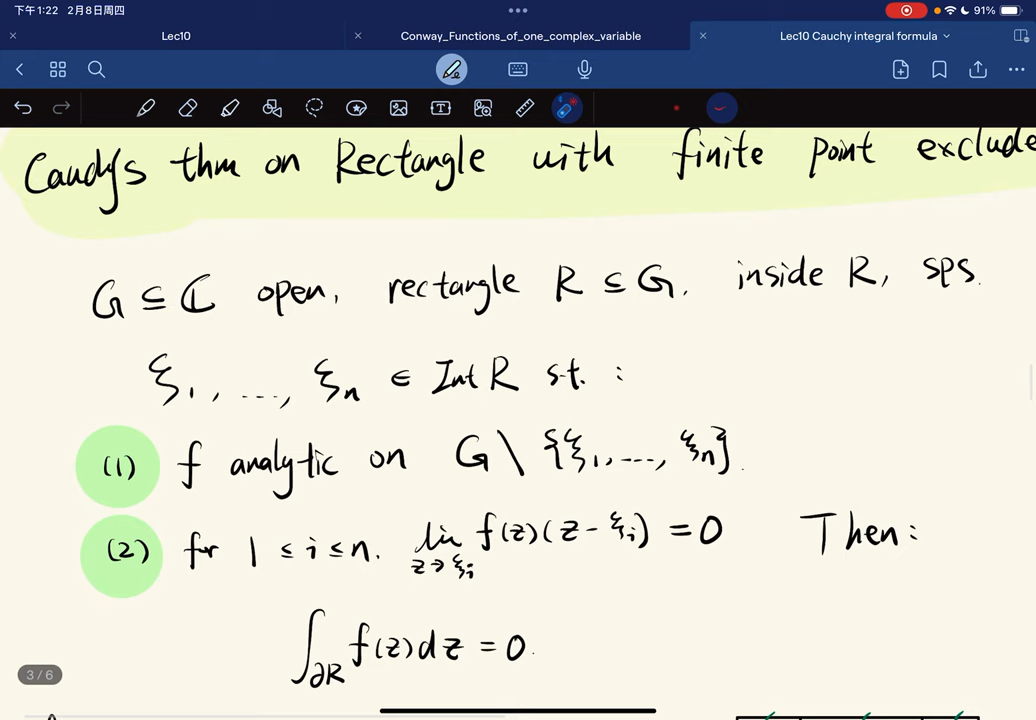 下午1:22 2月8日周四
91%
Lec10
Conway_Functions_of_one_complex_variable
Lec10 Cauchy integral formula
Caudy's thm on Rectangle with finite point exclude
G ⊆ ℂ open, rectangle R ⊆ G. inside R, sps.
ξ₁, ..., ξₙ ∈ Int R s.t. :
(1) f analytic on G \ {ξ₁, ..., ξₙ}.
(2) for 1 ≤ i ≤ n. lim z→ξᵢ f(z)(z - ξᵢ) = 0 Then:
∫∂R f(z)dz = 0.
3 / 6